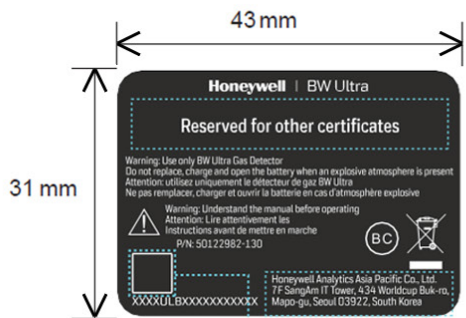 43 mm
Honeywell | BW Ultra
Reserved for other certificates
31 mm
Warning: Use only BW Ultra Gas Detector
Do not replace, charge and open the battery when an explosive atmosphere is present
Attention: utilisez uniquement le détecteur de gaz BW Ultra
Ne pas remplacer, charger et ouvrir la batterie en cas d'atmosphère explosive
Warning: Understand the manual before operating
Attention: Lire attentivement les
Instructions avant de mettre en marche
P/N: 50122982-130
BC
Honeywell Analytics Asia Pacific Co., Ltd.
7F SangAm IT Tower, 434 Worldcup Buk-ro,
Mapo-gu, Seoul 03922, South Korea
XXXXULBXXXXXXXXXXX